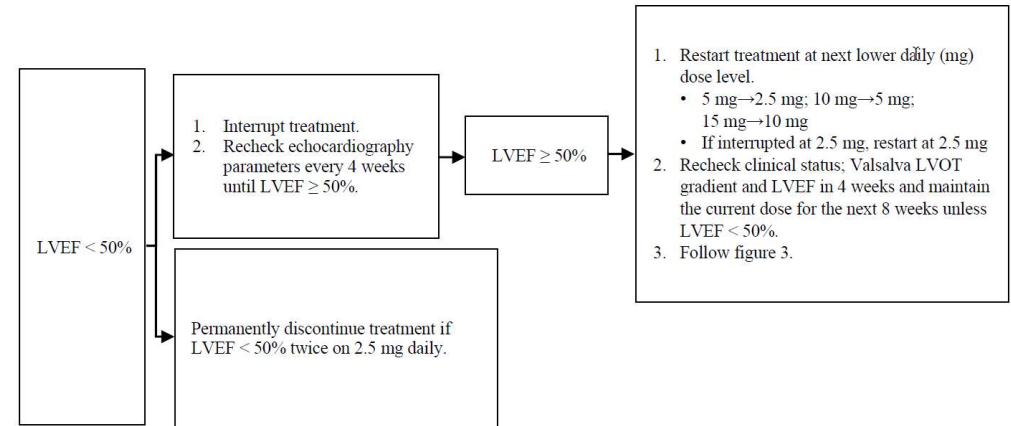 LVEF < 50%
1. Interrupt treatment.
2. Recheck echocardiography
parameters every 4 weeks
until LVEF ≥ 50%.
Permanently discontinue treatment if
LVEF < 50% twice on 2.5 mg daily.
LVEF ≥ 50%
1. Restart treatment at next lower daily (mg)
dose level.
• 5 mg→2.5 mg; 10 mg→5 mg;
15 mg→10 mg
• If interrupted at 2.5 mg, restart at 2.5 mg
2. Recheck clinical status; Valsalva LVOT
gradient and LVEF in 4 weeks and maintain
the current dose for the next 8 weeks unless
LVEF < 50%.
3. Follow figure 3.